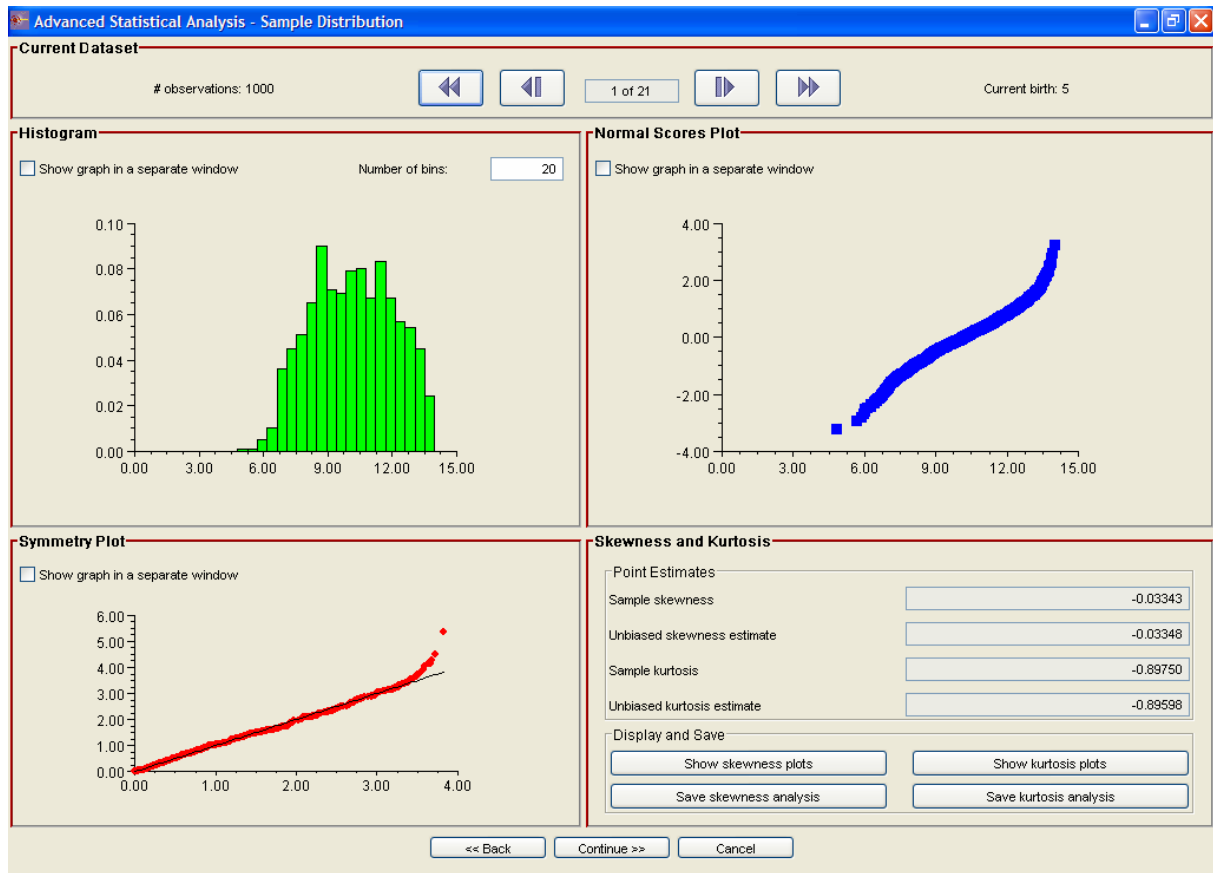 Advanced Statistical Analysis - Sample Distribution
Current Dataset
# observations: 1000
1 of 21
Current birth: 5
Histogram
Show graph in a separate window
Number of bins:
20
0.10
0.08
0.06
0.04
0.02
0.00
0.00 3.00 6.00 9.00 12.00 15.00
Normal Scores Plot
Show graph in a separate window
4.00
2.00
0.00
-2.00
-4.00
0.00 3.00 6.00 9.00 12.00 15.00
Symmetry Plot
Show graph in a separate window
6.00
5.00
4.00
3.00
2.00
1.00
0.00
0.00 1.00 2.00 3.00 4.00
Skewness and Kurtosis
Point Estimates
Sample skewness -0.03343
Unbiased skewness estimate -0.03348
Sample kurtosis -0.89750
Unbiased kurtosis estimate -0.89598
Display and Save
Show skewness plots Show kurtosis plots
Save skewness analysis Save kurtosis analysis
<< Back Continue >> Cancel